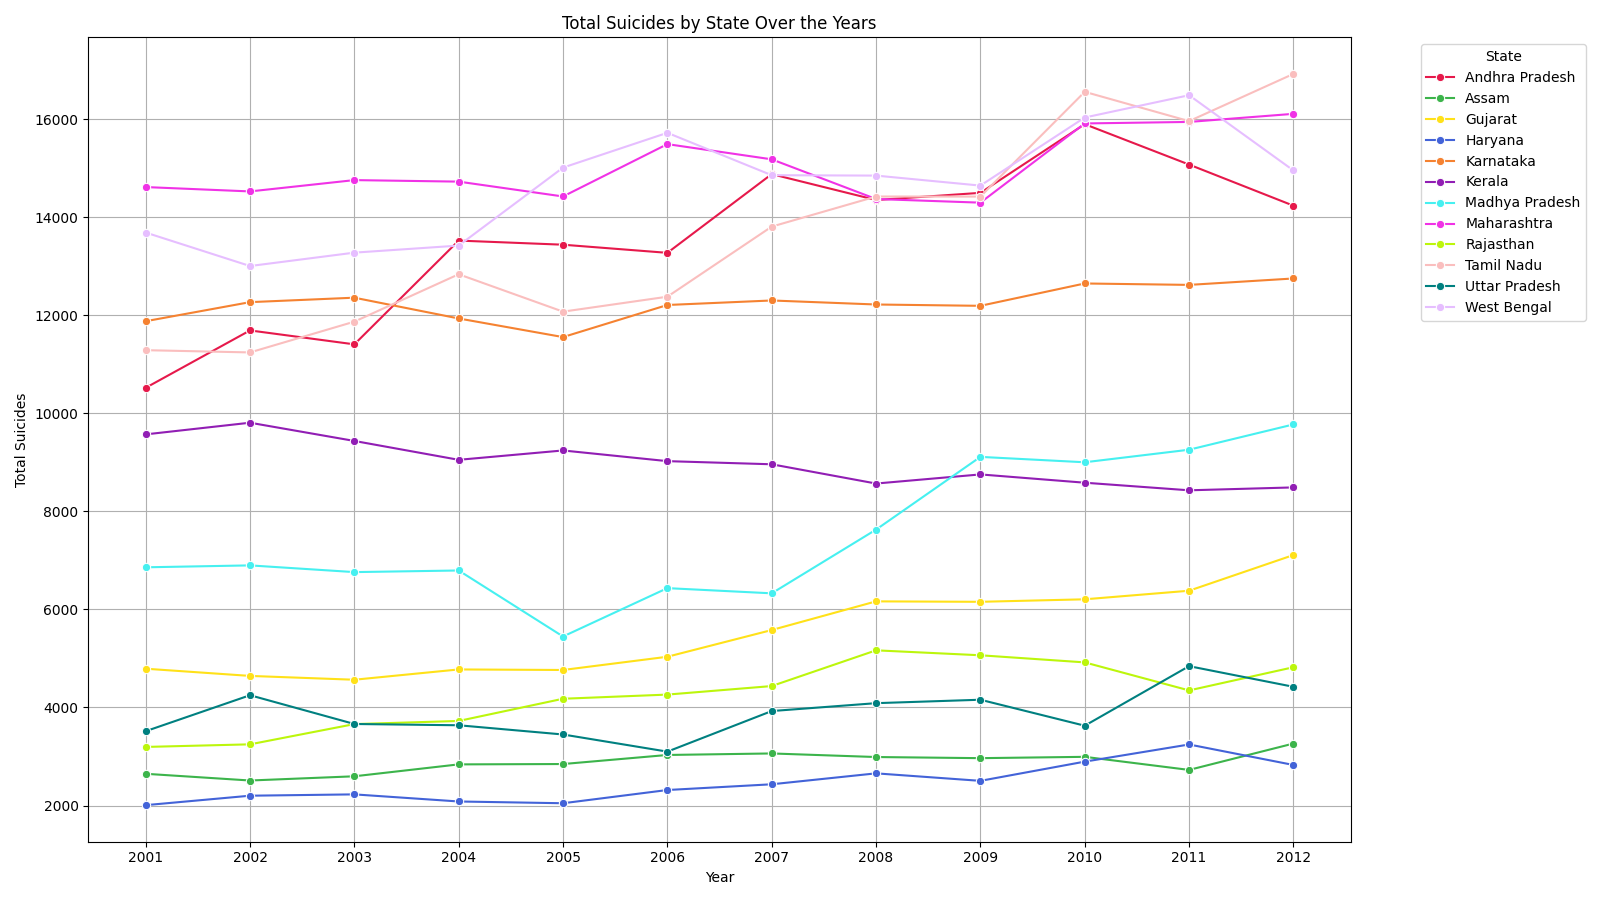 Total Suicides by State Over the Years
State
Andhra Pradesh
Assam
Gujarat
Haryana
Karnataka
Kerala
Madhya Pradesh
Maharashtra
Rajasthan
Tamil Nadu
Uttar Pradesh
West Bengal
Total Suicides
16000
14000
12000
10000
8000
6000
4000
2000
2001 2002 2003 2004 2005 2006 2007 2008 2009 2010 2011 2012
Year